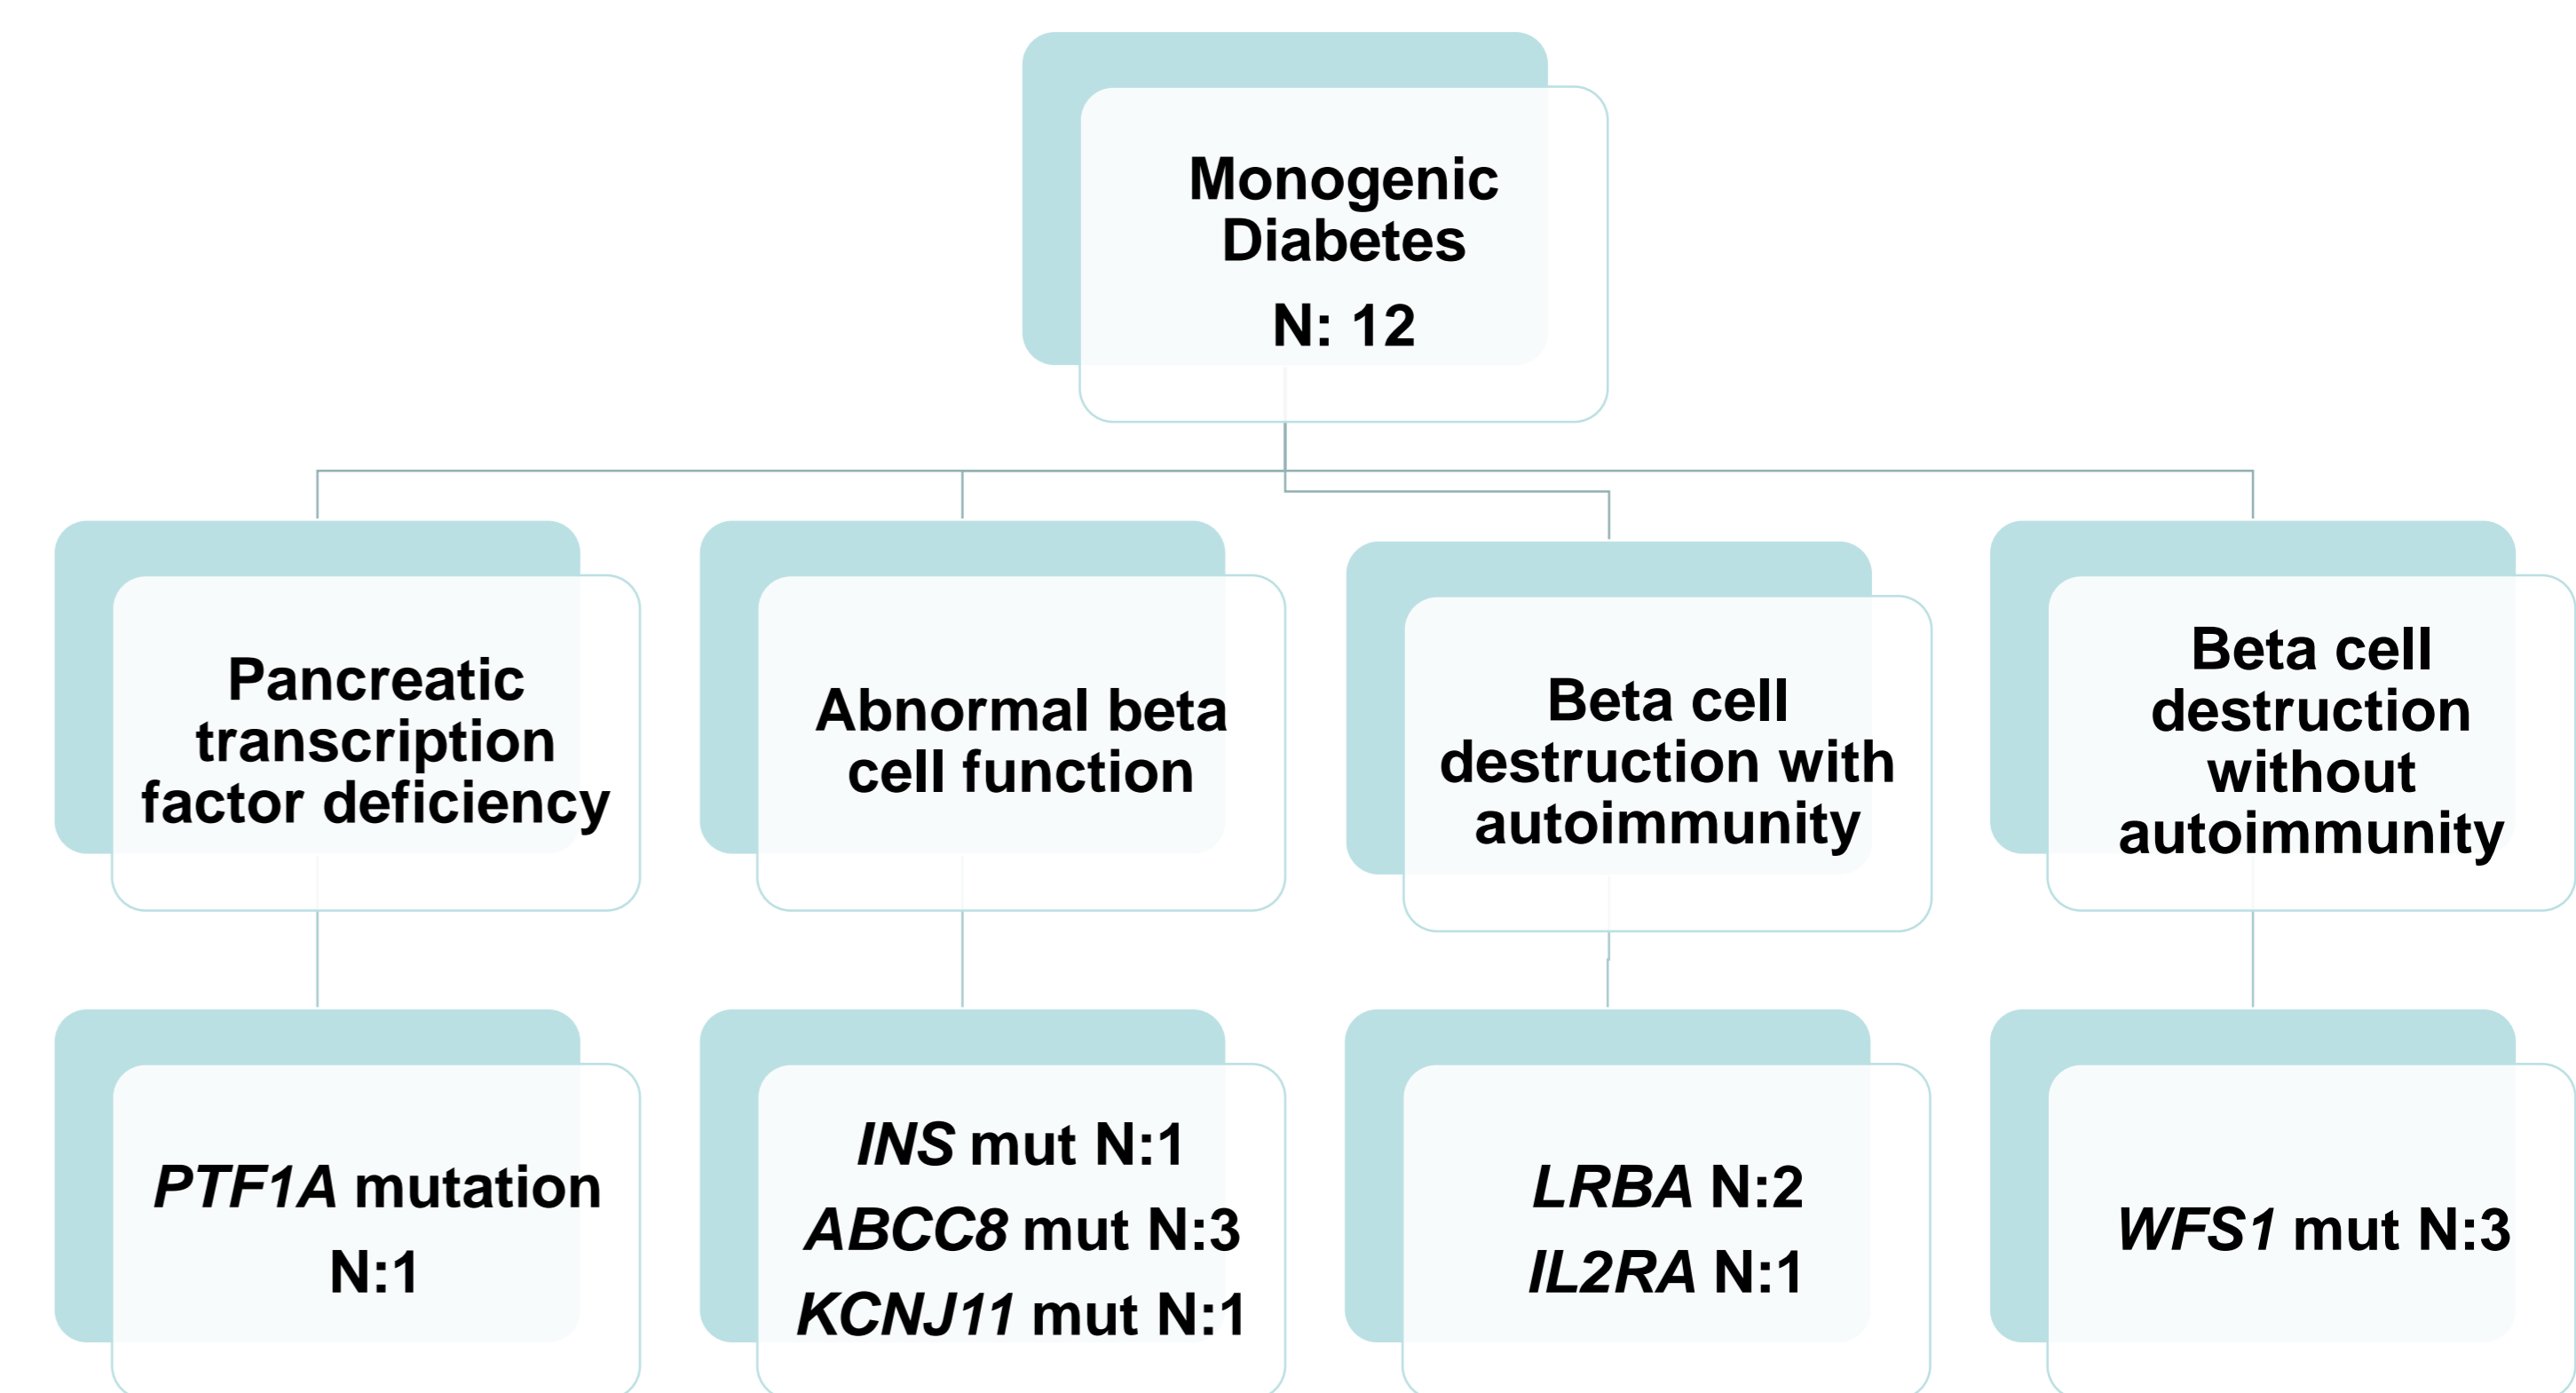 Monogenic
Diabetes
N: 12
Pancreatic
transcription
factor deficiency
Abnormal beta
cell function
Beta cell
destruction with
autoimmunity
Beta cell
destruction
without
autoimmunity
PTF1A mutation
N:1
INS mut N:1
ABCC8 mut N:3
KCNJ11 mut N:1
LRBA N:2
IL2RA N:1
WFS1 mut N:3